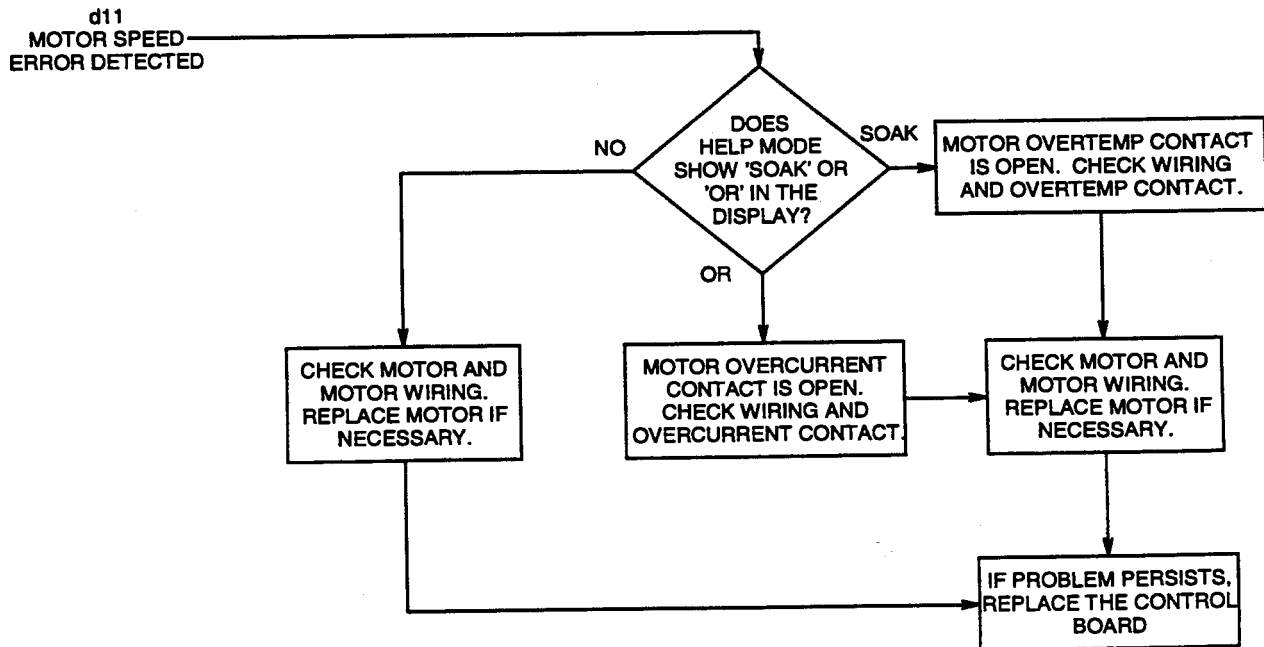 d11
MOTOR SPEED
ERROR DETECTED
DOES
HELP MODE
SHOW 'SOAK' OR
'OR' IN THE
DISPLAY?
NO
SOAK
OR
MOTOR OVERTEMP CONTACT
IS OPEN. CHECK WIRING
AND OVERTEMP CONTACT.
CHECK MOTOR AND
MOTOR WIRING.
REPLACE MOTOR IF
NECESSARY.
MOTOR OVERCURRENT
CONTACT IS OPEN.
CHECK WIRING AND
OVERCURRENT CONTACT.
CHECK MOTOR AND
MOTOR WIRING.
REPLACE MOTOR IF
NECESSARY.
IF PROBLEM PERSISTS,
REPLACE THE CONTROL
BOARD